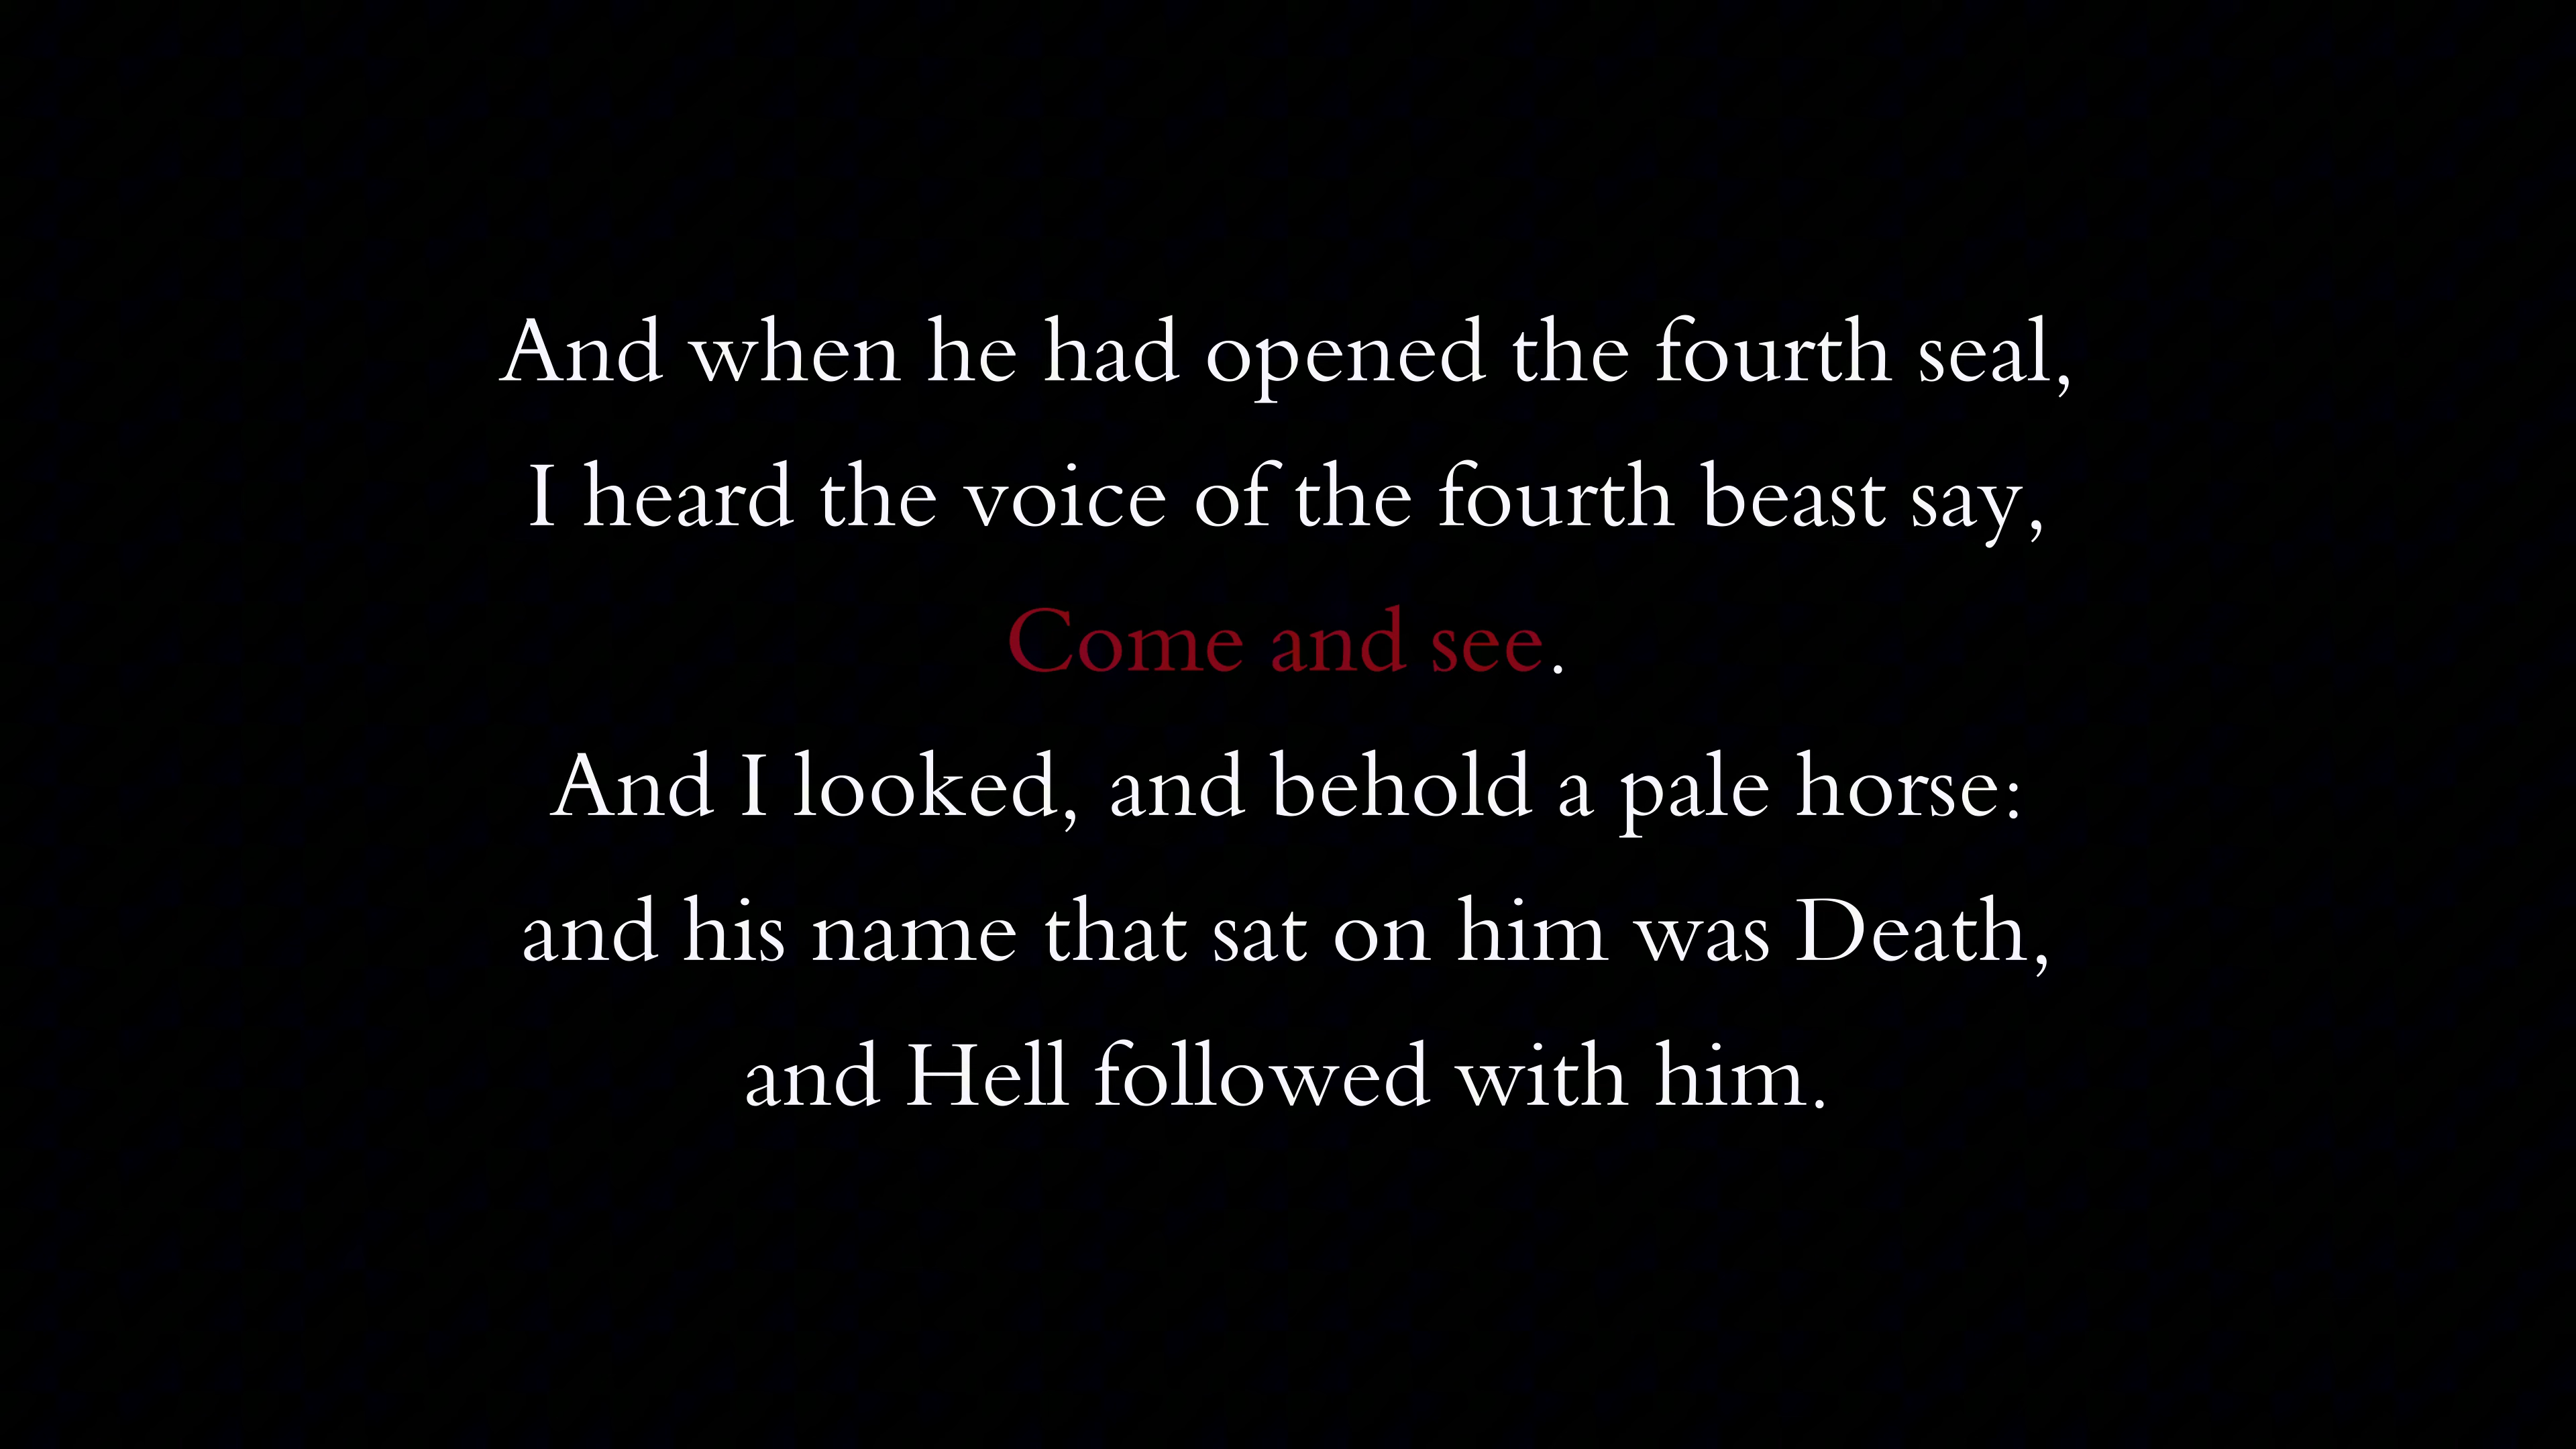 And when he had opened the fourth seal,
I heard the voice of the fourth beast say,
Come and see.
And I looked, and behold a pale horse:
and his name that sat on him was Death,
and Hell followed with him.